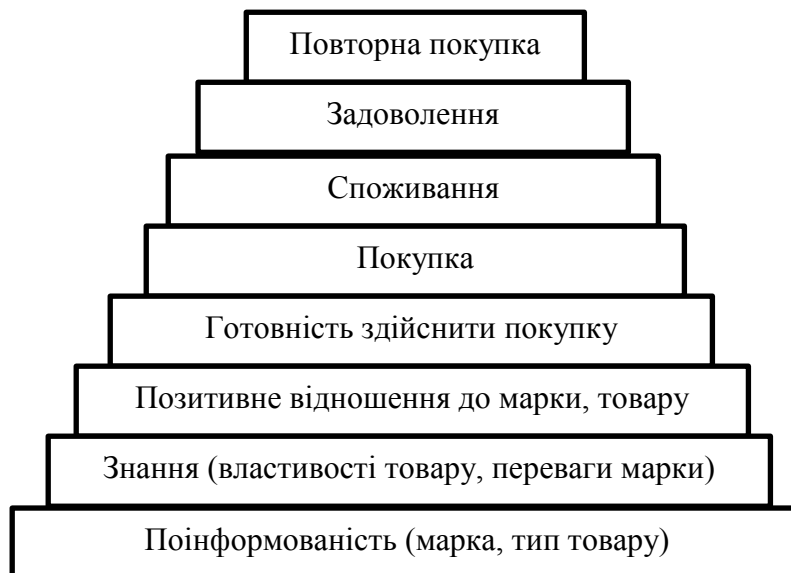 Повторна покупка
Задоволення
Споживання
Покупка
Готовність здійснити покупку
Позитивне відношення до марки, товару
Знання (властивості товару, переваги марки)
Поінформованість (марка, тип товару)